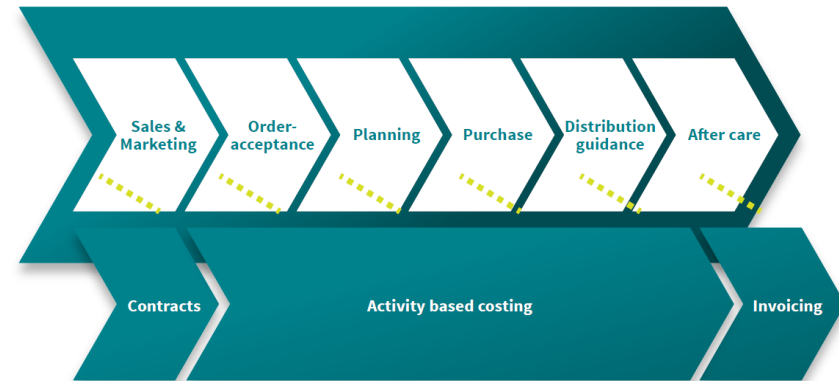 Sales &
Marketing
Order-
acceptance
Planning
Purchase
Distribution
guidance
After care
Contracts
Activity based costing
Invoicing